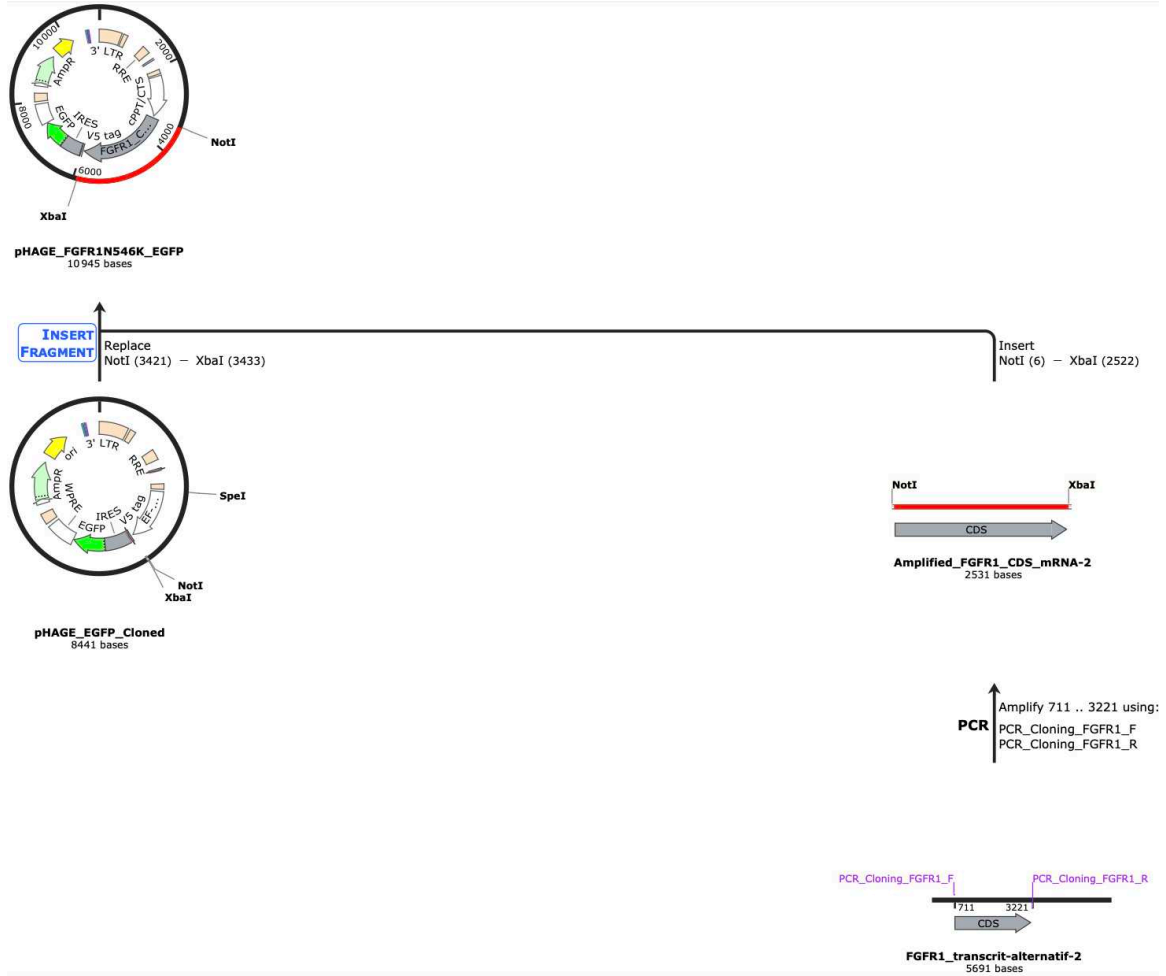 10000
2000
4000
6000
8000
3' LTR
RRE
cPPT/CTS
FGFR1_C...
V5 tag
IRES
EGFP
AmpR
NotI
XbaI
pHAGE_FGFR1N546K_EGFP
10945 bases
INSERT
FRAGMENT
Replace
NotI (3421) – XbaI (3433)
Insert
NotI (6) – XbaI (2522)
3' LTR
RRE
EF-...
V5 tag
IRES
EGFP
WPRE
AmpR
ori
SpeI
NotI
XbaI
pHAGE_EGFP_Cloned
8441 bases
NotI
XbaI
CDS
Amplified_FGFR1_CDS_mRNA-2
2531 bases
PCR
Amplify 711 .. 3221 using:
PCR_Cloning_FGFR1_F
PCR_Cloning_FGFR1_R
PCR_Cloning_FGFR1_F
PCR_Cloning_FGFR1_R
711
3221
CDS
FGFR1_transcrit-alternatif-2
5691 bases